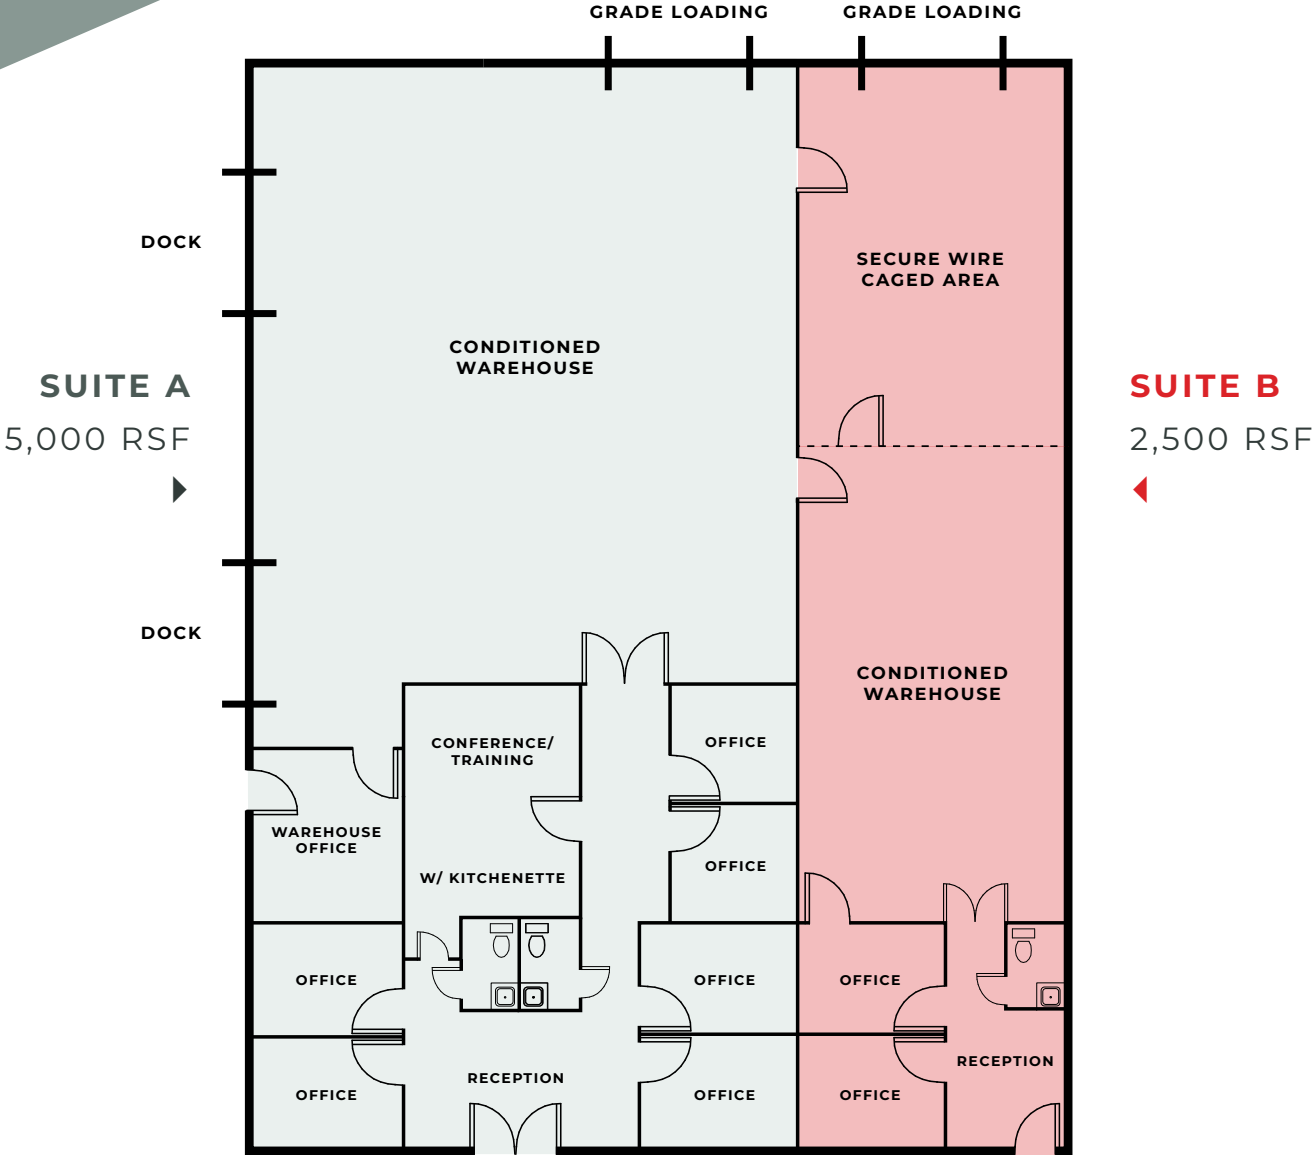 GRADE LOADING
GRADE LOADING
DOCK
SECURE WIRE
CAGED AREA
CONDITIONED
WAREHOUSE
SUITE A
5,000 RSF
SUITE B
2,500 RSF
DOCK
CONDITIONED
WAREHOUSE
CONFERENCE/
TRAINING
OFFICE
WAREHOUSE
OFFICE
OFFICE
W/ KITCHENETTE
OFFICE
OFFICE
OFFICE
RECEPTION
RECEPTION
OFFICE
OFFICE
OFFICE